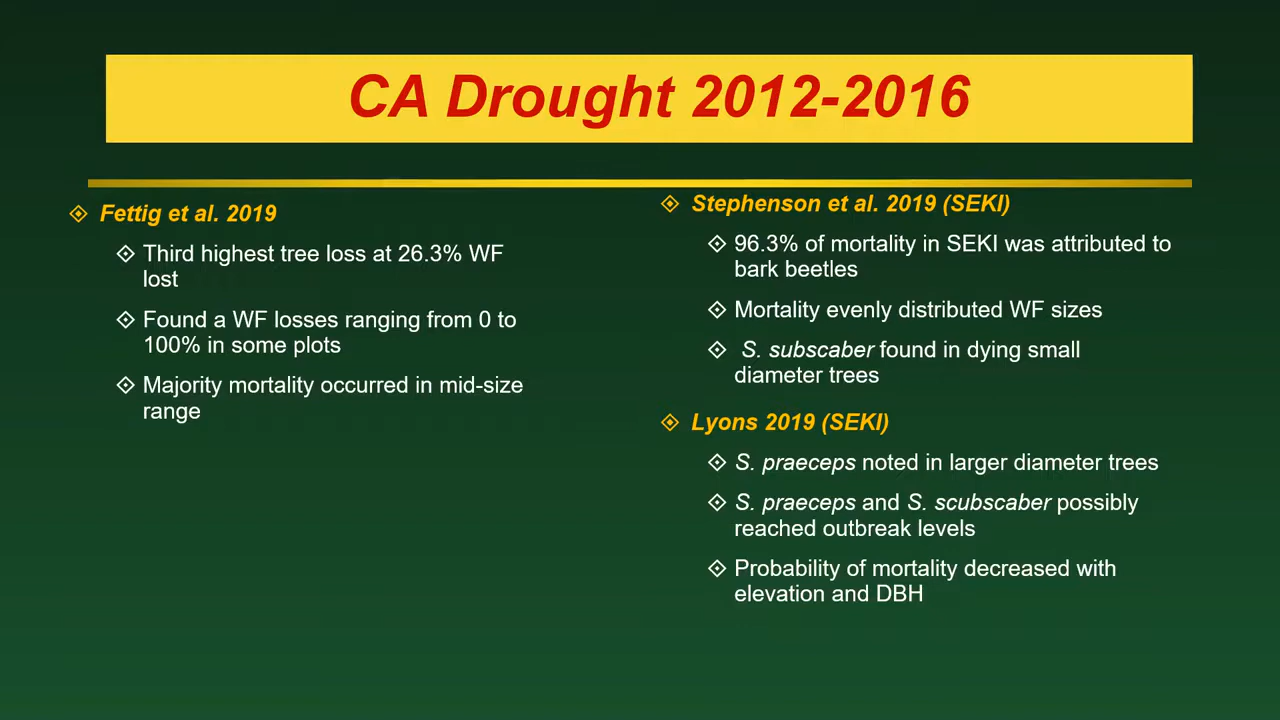 CA Drought 2012-2016
Fettig et al. 2019
Third highest tree loss at 26.3% WF
lost
Found a WF losses ranging from 0 to
100% in some plots
Majority mortality occurred in mid-size
range
Stephenson et al. 2019 (SEKI)
96.3% of mortality in SEKI was attributed to
bark beetles
Mortality evenly distributed WF sizes
S. subscaber found in dying small
diameter trees
Lyons 2019 (SEKI)
S. praeceps noted in larger diameter trees
S. praeceps and S. scubscaber possibly
reached outbreak levels
Probability of mortality decreased with
elevation and DBH